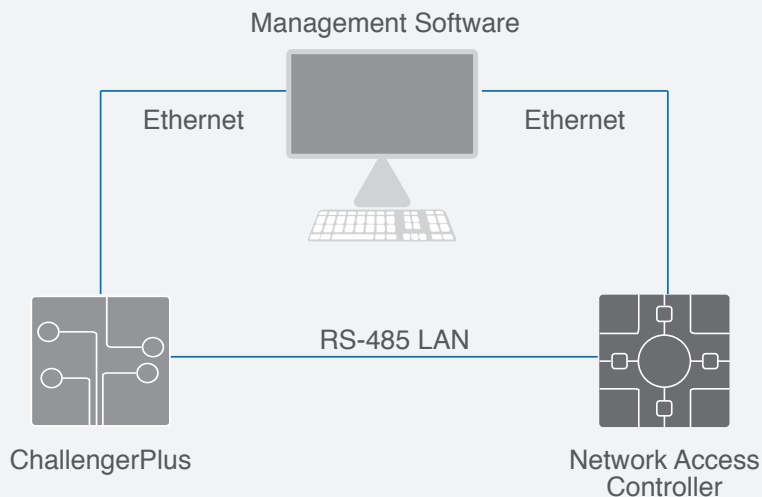 Management Software
Ethernet
Ethernet
RS-485 LAN
ChallengerPlus
Network Access
Controller